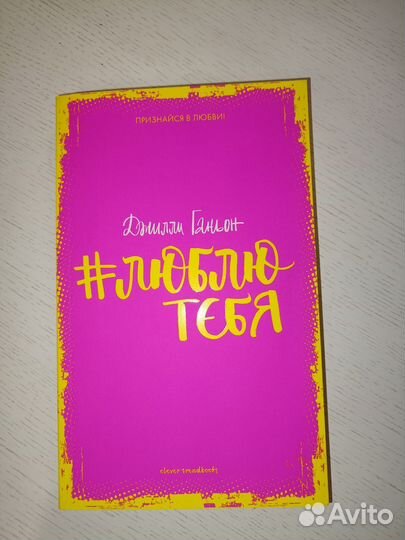 ПРИЗНАЙСЯ В ЛЮБВИ!
Джилли Ганьон
#ЛЮБЛЮ
ТЕБЯ
clever trendbooks
Avito